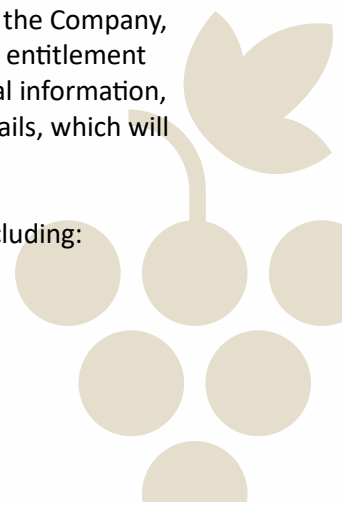 the Company,
entitlement
al information,
ails, which will
cluding: